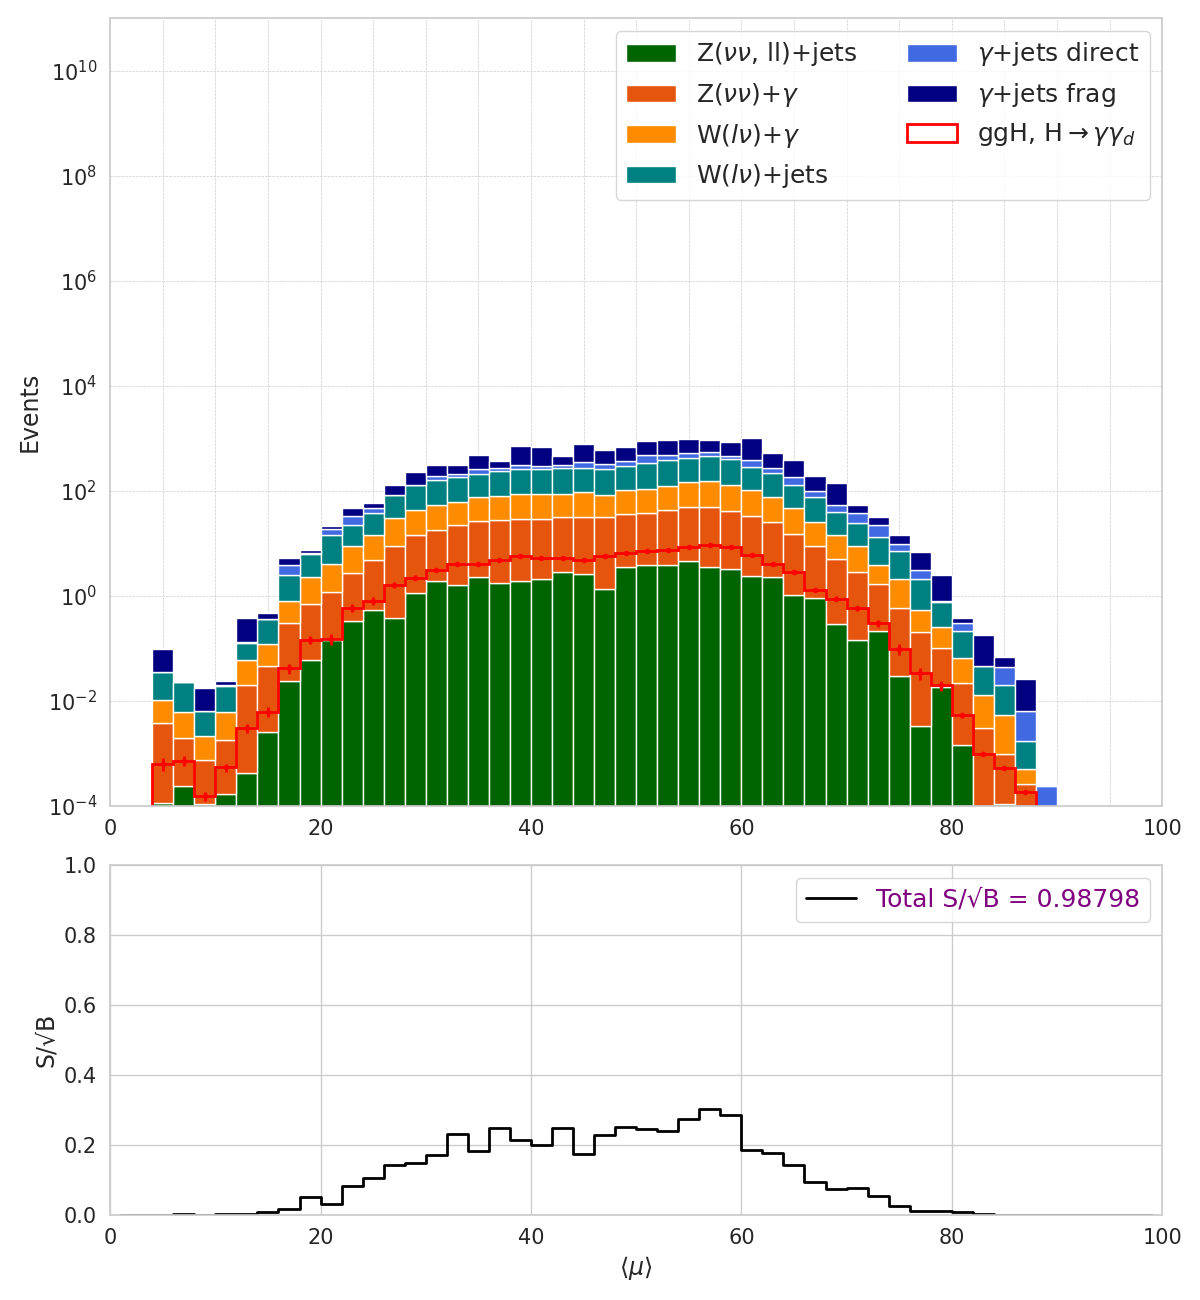 Z(νν, ll)+jets
Z(νν)+γ
W(lν)+γ
W(lν)+jets
γ+jets direct
γ+jets frag
ggH, H→γγ_d
Events
10^10
10^8
10^6
10^4
10^2
10^0
10^−2
10^−4
0 20 40 60 80 100
Total S/√B = 0.98798
S/√B
1.0
0.8
0.6
0.4
0.2
0.0
0 20 40 60 80 100
⟨μ⟩